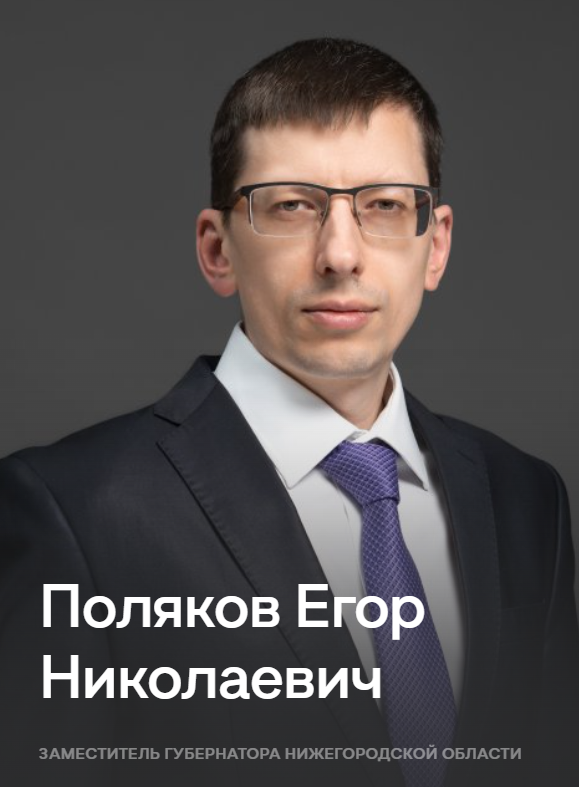 Поляков Егор
Николаевич
ЗАМЕСТИТЕЛЬ ГУБЕРНАТОРА НИЖЕГОРОДСКОЙ ОБЛАСТИ